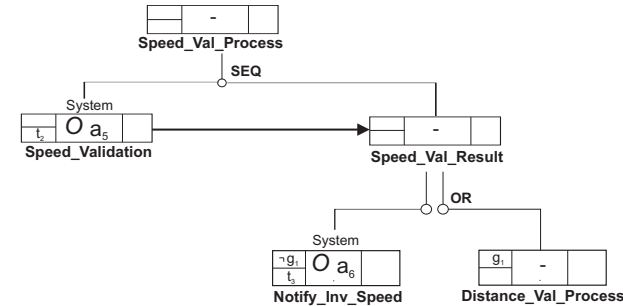 -
Speed_Val_Process
SEQ
System
t₂ O a₅
Speed_Validation
-
Speed_Val_Result
OR
System
¬g₁ O a₆
t₃
Notify_Inv_Speed
g₁ -
Distance_Val_Process